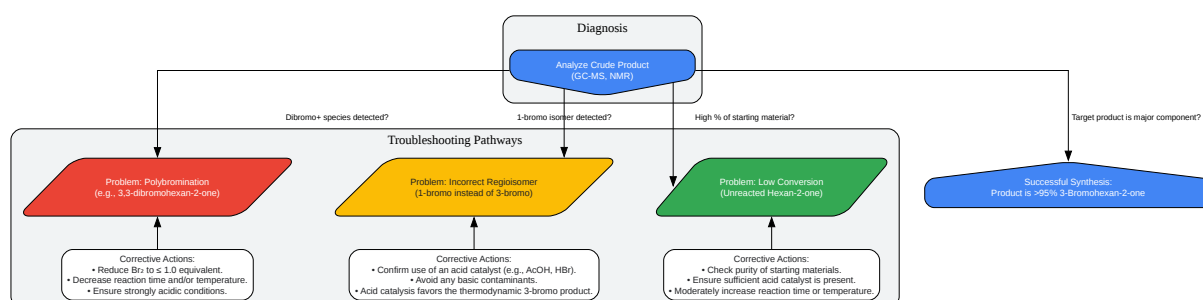 Diagnosis
Analyze Crude Product
(GC-MS, NMR)
Dibromo+ species detected?
1-bromo isomer detected?
High % of starting material?
Target product is major component?
Troubleshooting Pathways
Problem: Polybromination
(e.g., 3,3-dibromohexan-2-one)
Problem: Incorrect Regioisomer
(1-bromo instead of 3-bromo)
Problem: Low Conversion
(Unreacted Hexan-2-one)
Successful Synthesis:
Product is >95% 3-Bromohexan-2-one
Corrective Actions:
• Reduce Br₂ to ≤ 1.0 equivalent.
• Decrease reaction time and/or temperature.
• Ensure strongly acidic conditions.
Corrective Actions:
• Confirm use of an acid catalyst (e.g., AcOH, HBr).
• Avoid any basic contaminants.
• Acid catalysis favors the thermodynamic 3-bromo product.
Corrective Actions:
• Check purity of starting materials.
• Ensure sufficient acid catalyst is present.
• Moderately increase reaction time or temperature.